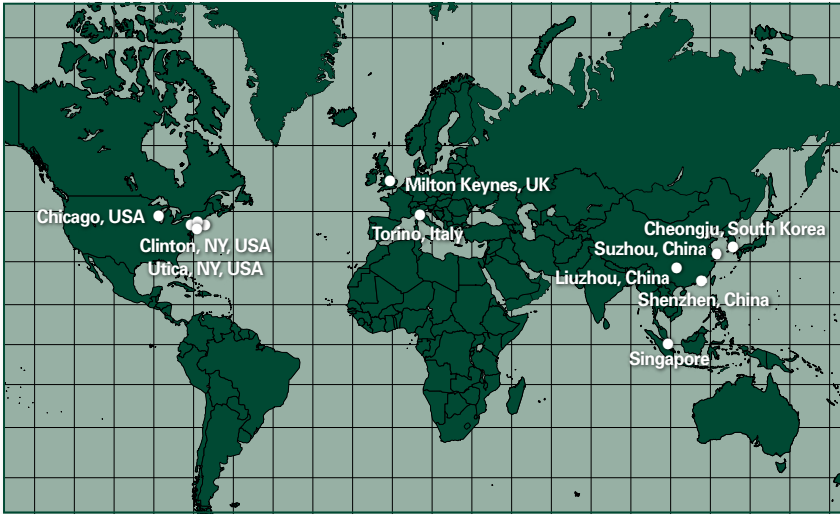 Milton Keynes, UK
Chicago, USA
Torino, Italy
Clinton, NY, USA
Utica, NY, USA
Cheongju, South Korea
Suzhou, China
Liuzhou, China
Shenzhen, China
Singapore